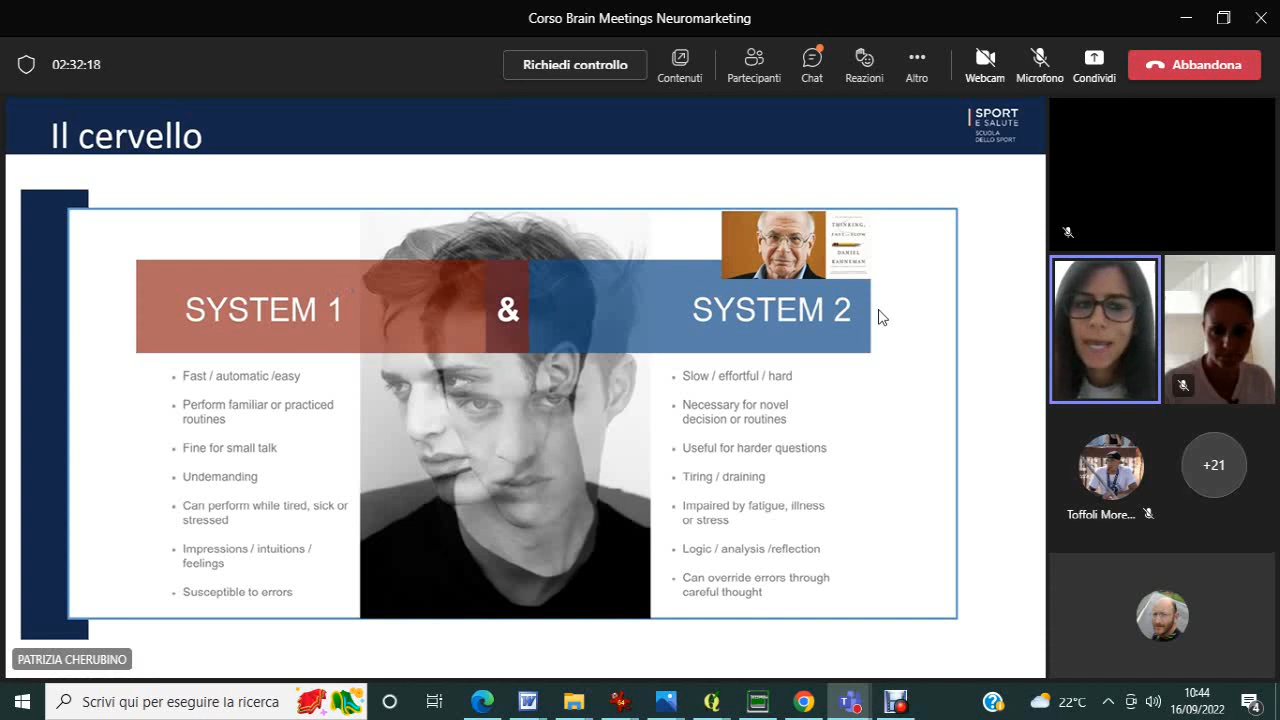 Corso Brain Meetings Neuromarketing
02:32:18
Richiedi controllo
Contenuti
Partecipanti
Chat
Reazioni
Altro
Webcam
Microfono
Condividi
Abbandona
Il cervello
SPORT
E SALUTE
SCUOLA
DELLO SPORT
THINKING,
DANIEL
KAHNEMAN
SYSTEM 1
&
SYSTEM 2
Fast / automatic /easy
Perform familiar or practiced
routines
Fine for small talk
Undemanding
Can perform while tired, sick or
stressed
Impressions / intuitions /
feelings
Susceptible to errors
Slow / effortful / hard
Necessary for novel
decision or routines
Useful for harder questions
Tiring / draining
Impaired by fatigue, illness
or stress
Logic / analysis /reflection
Can override errors through
careful thought
+21
Toffoli More...
PATRIZIA CHERUBINO
Scrivi qui per eseguire la ricerca
22°C
10:44
16/09/2022
4